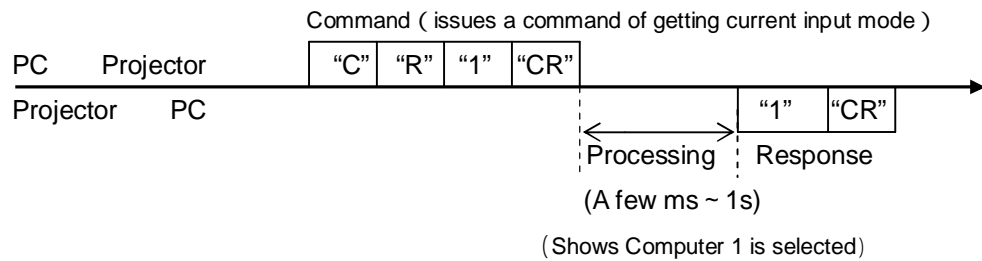 Command ( issues a command of getting current input mode )
PC Projector
“C” “R” “1” “CR”
Projector PC
“1” “CR”
Processing Response
(A few ms ~ 1s)
(Shows Computer 1 is selected)